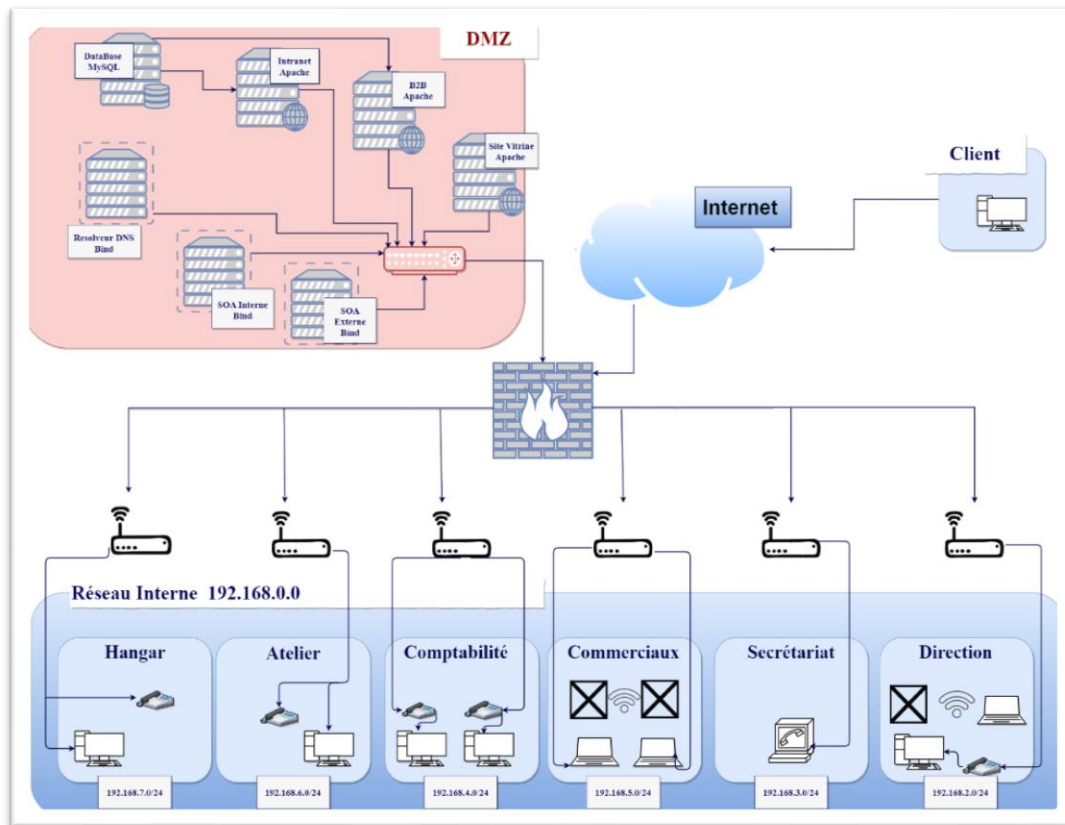 DMZ
DataBase
MySQL
Intranet
Apache
B2B
Apache
Site Vitrine
Apache
Resolveur DNS
Bind
SOA Interne
Bind
SOA
Externe
Bind
Internet
Client
Réseau Interne 192.168.0.0
Hangar
Atelier
Comptabilité
Commerciaux
Secrétariat
Direction
192.168.7.0/24
192.168.6.0/24
192.168.4.0/24
192.168.5.0/24
192.168.3.0/24
192.168.2.0/24